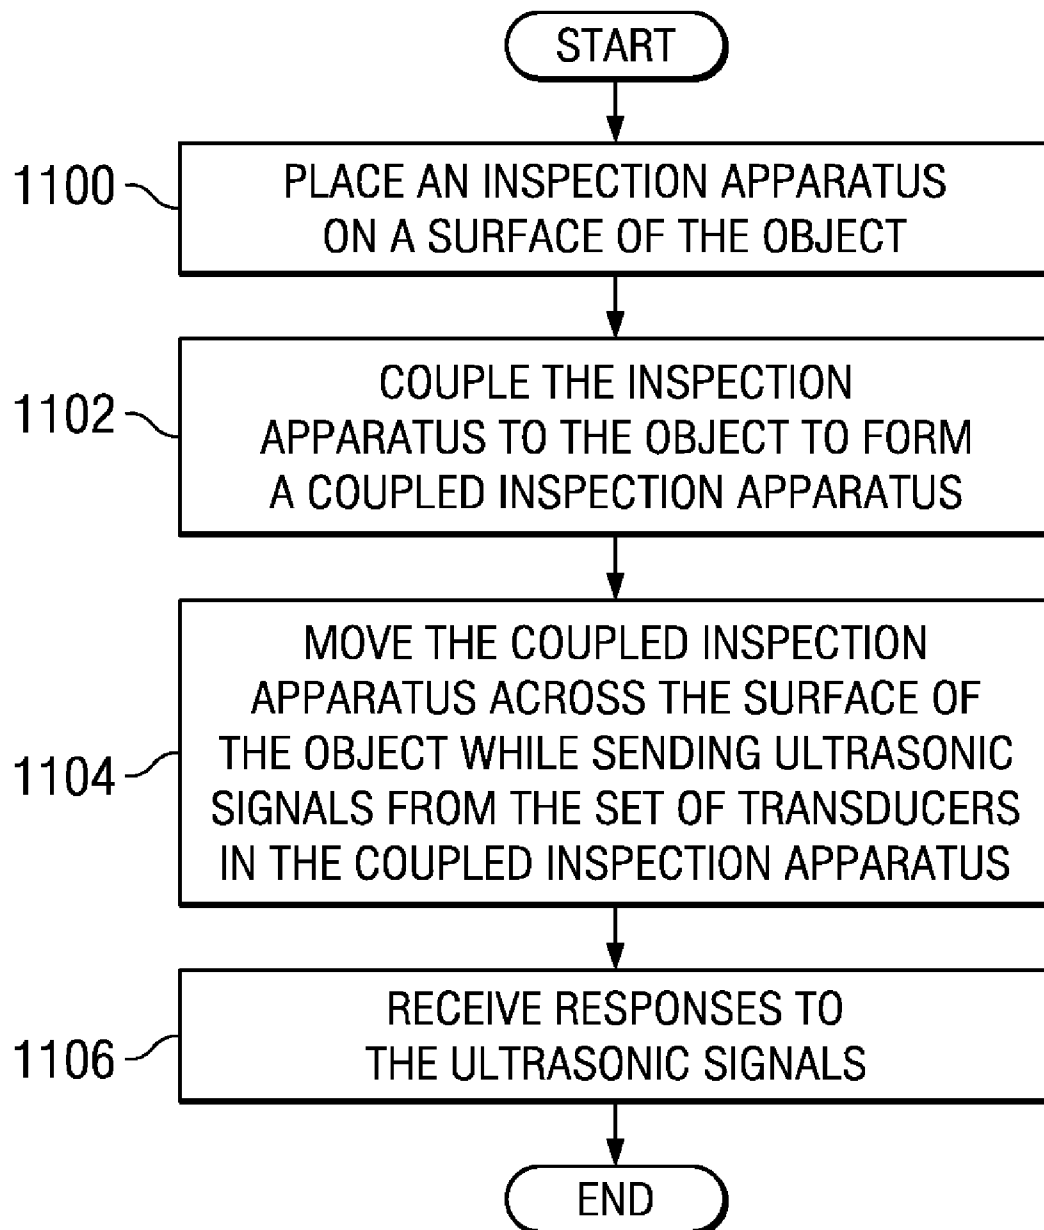 START
1100
PLACE AN INSPECTION APPARATUS
ON A SURFACE OF THE OBJECT
1102
COUPLE THE INSPECTION
APPARATUS TO THE OBJECT TO FORM
A COUPLED INSPECTION APPARATUS
1104
MOVE THE COUPLED INSPECTION
APPARATUS ACROSS THE SURFACE OF
THE OBJECT WHILE SENDING ULTRASONIC
SIGNALS FROM THE SET OF TRANSDUCERS
IN THE COUPLED INSPECTION APPARATUS
1106
RECEIVE RESPONSES TO
THE ULTRASONIC SIGNALS
END